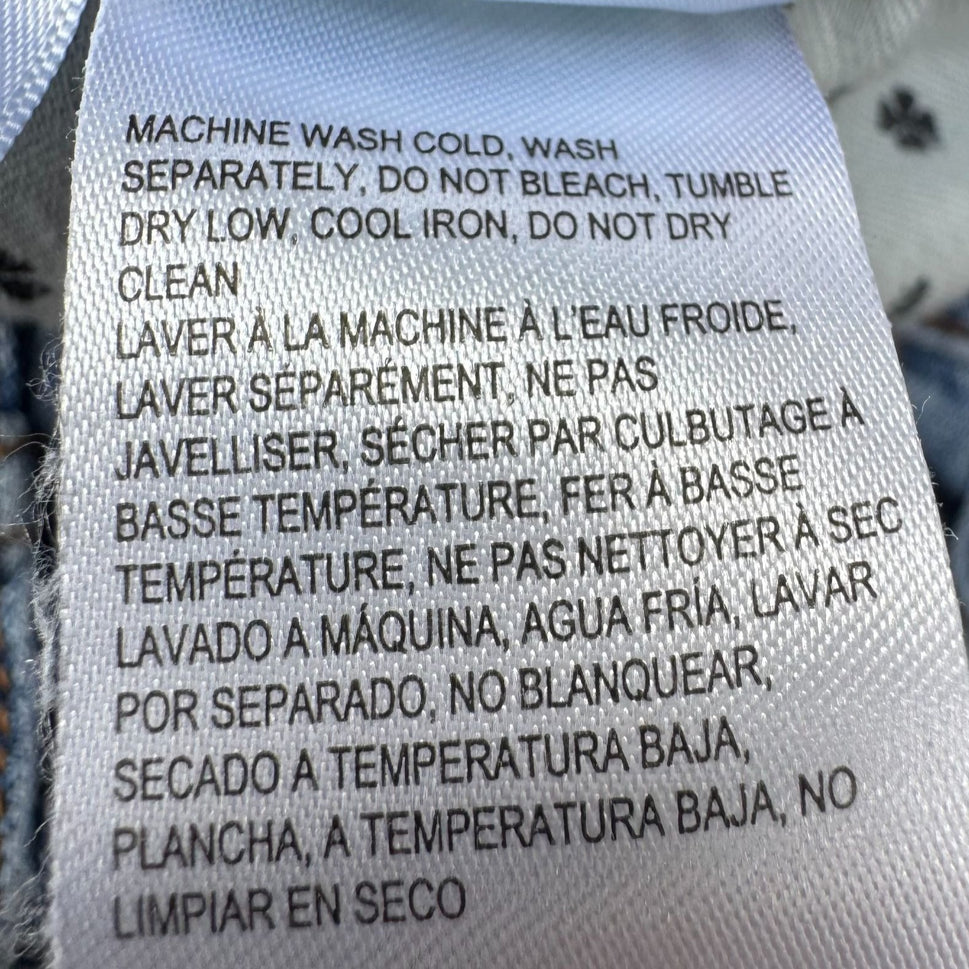 MACHINE WASH COLD, WASH
SEPARATELY, DO NOT BLEACH, TUMBLE
DRY LOW, COOL IRON, DO NOT DRY
CLEAN
LAVER À LA MACHINE À L'EAU FROIDE,
LAVER SÉPARÉMENT, NE PAS
JAVELLISER, SÉCHER PAR CULBUTAGE À
BASSE TEMPÉRATURE, FER À BASSE
TEMPÉRATURE, NE PAS NETTOYER À SEC
LAVADO A MÁQUINA, AGUA FRÍA, LAVAR
POR SEPARADO, NO BLANQUEAR,
SECADO A TEMPERATURA BAJA,
PLANCHA, A TEMPERATURA BAJA, NO
LIMPIAR EN SECO